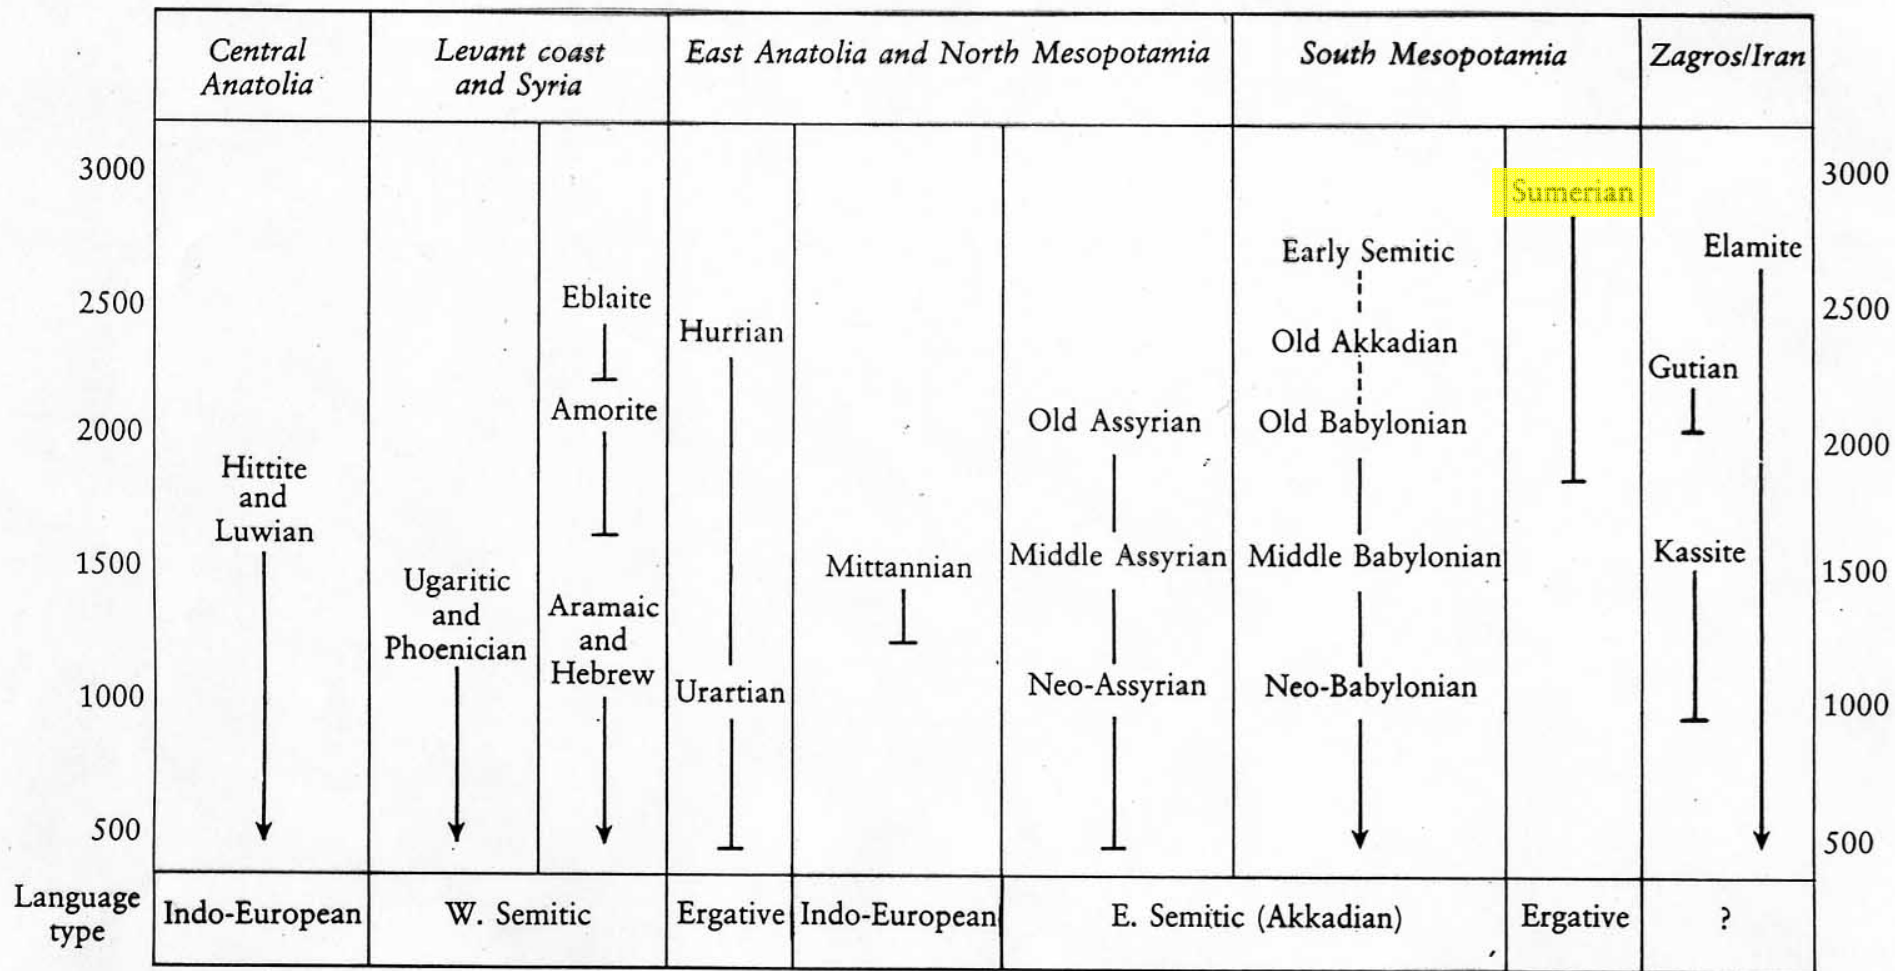 Central
Anatolia
Levant coast
and Syria
East Anatolia and North Mesopotamia
South Mesopotamia
Zagros/Iran
3000
3000
Sumerian
Early Semitic
Elamite
2500
Eblaite
2500
Hurrian
Old Akkadian
Gutian
2000
Amorite
Old Assyrian
Old Babylonian
2000
Hittite
and
Luwian
1500
Ugaritic
and
Phoenician
Aramaic
and
Hebrew
Mittannian
Middle Assyrian
Middle Babylonian
Kassite
1500
1000
Urartian
Neo-Assyrian
Neo-Babylonian
1000
500
500
Language
type
Indo-European
W. Semitic
Ergative
Indo-European
E. Semitic (Akkadian)
Ergative
?